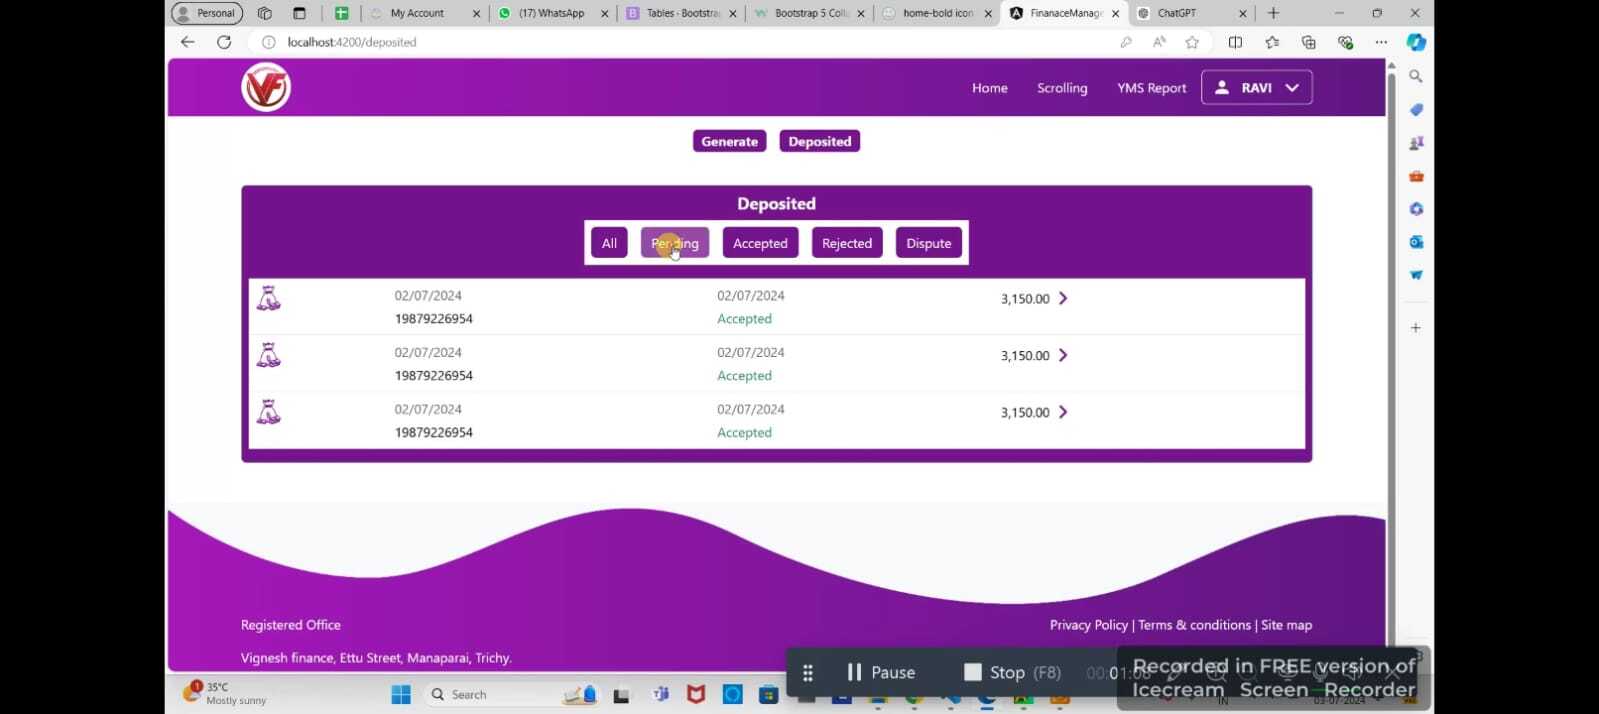 Personal
My Account
(17) WhatsApp
Tables - Bootstra
Bootstrap 5 Coll
home-bold icon
FinanaceManage
ChatGPT
localhost:4200/deposited
VF
Home Scrolling YMS Report RAVI
Generate Deposited
Deposited
All Pending Accepted Rejected Dispute
02/07/2024 02/07/2024 3,150.00
19879226954 Accepted
02/07/2024 02/07/2024 3,150.00
19879226954 Accepted
02/07/2024 02/07/2024 3,150.00
19879226954 Accepted
Registered Office
Privacy Policy | Terms & conditions | Site map
Vignesh finance, Ettu Street, Manaparai, Trichy.
Pause Stop (F8)
Recorded in FREE version of
Icecream Screen Recorder
1
35°C
Mostly sunny
Search
IN
03-07-2024